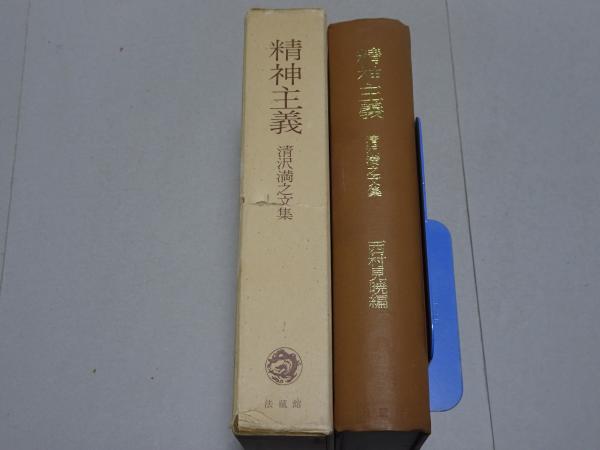 精神主義
清沢満之文集
法藏館
精神主義
清沢満之文集
西村見暁編